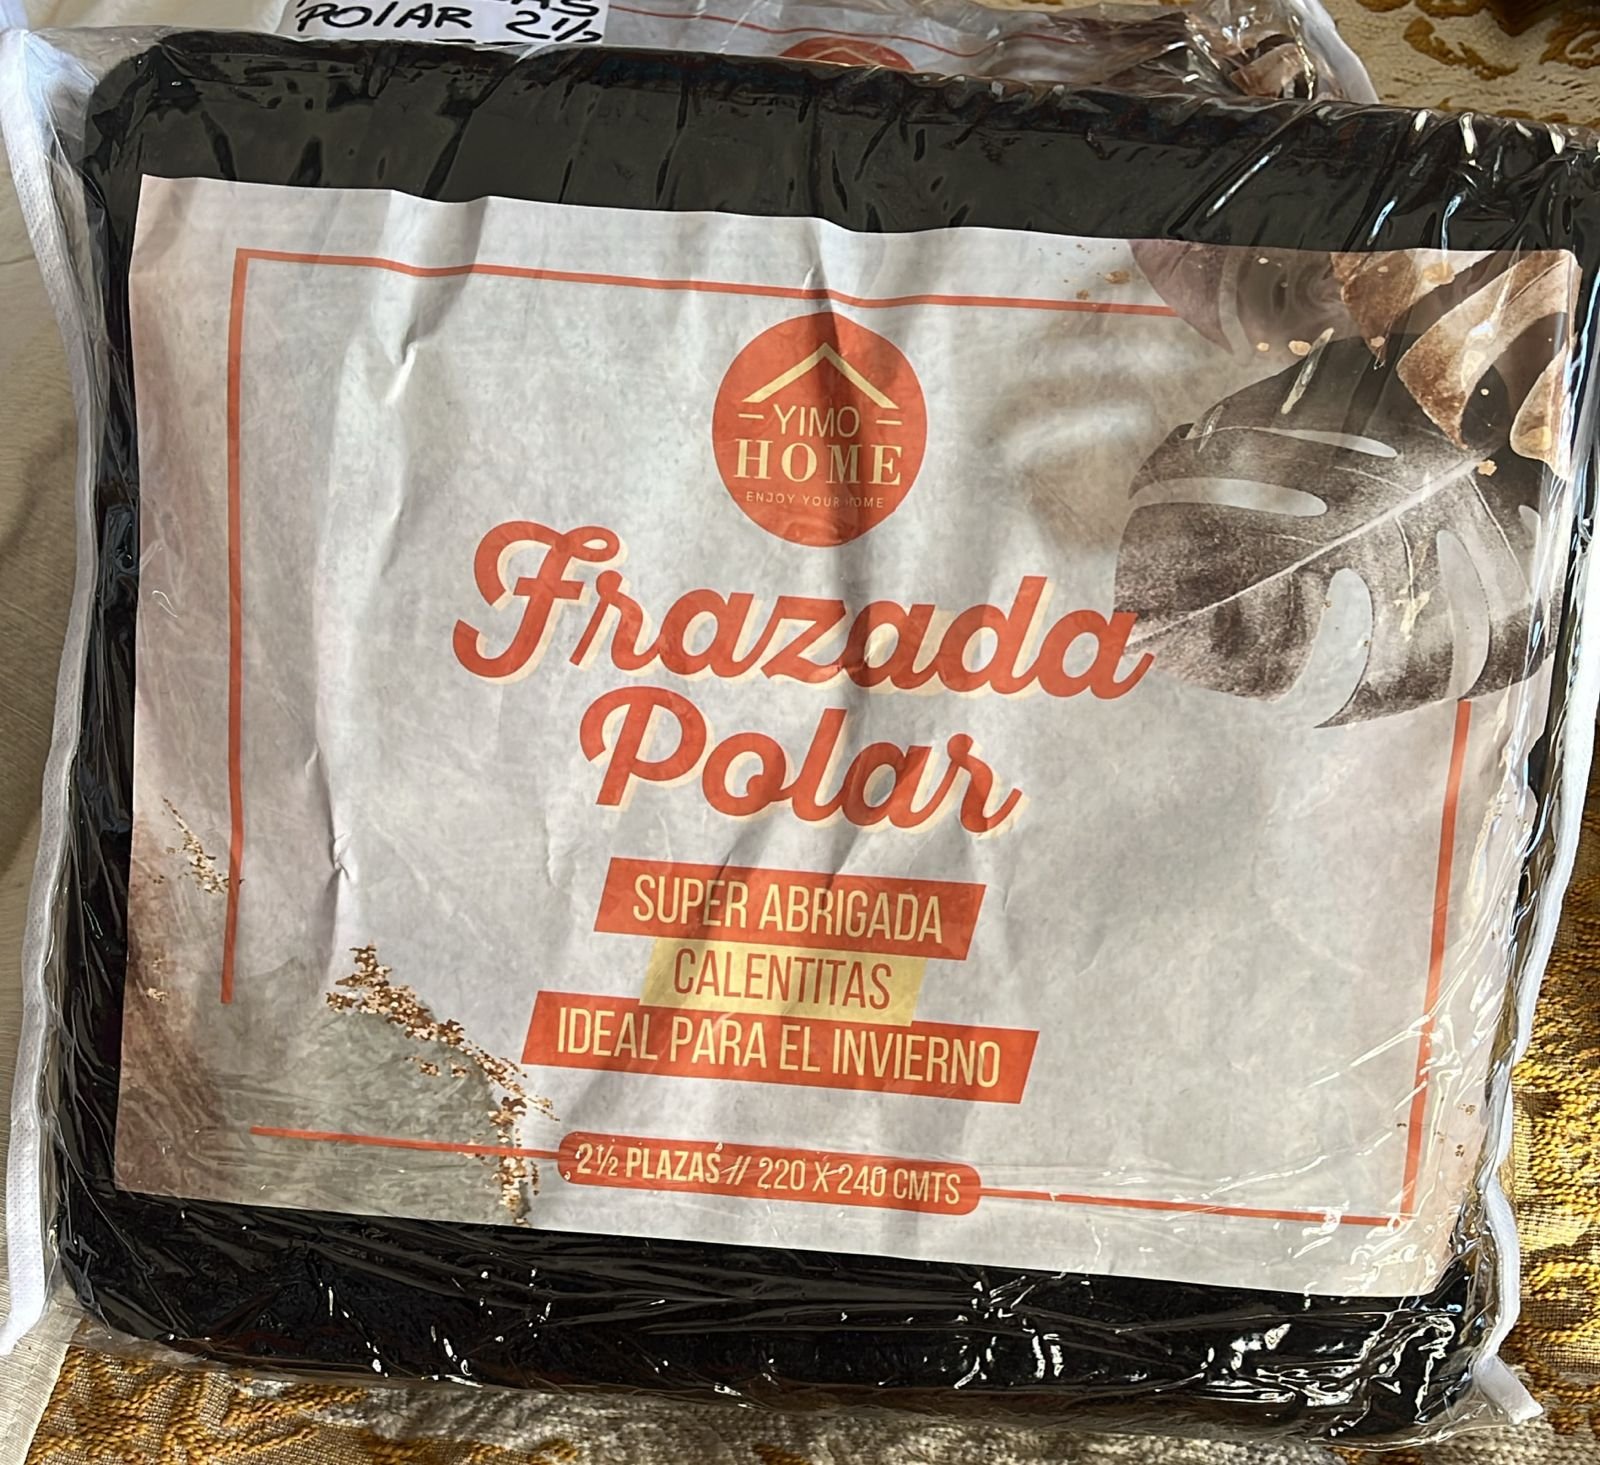 POLAR 2½
YIMO
HOME
ENJOY YOUR HOME
Frazada
Polar
SUPER ABRIGADA
CALENTITAS
IDEAL PARA EL INVIERNO
2½ PLAZAS // 220 X 240 CMTS